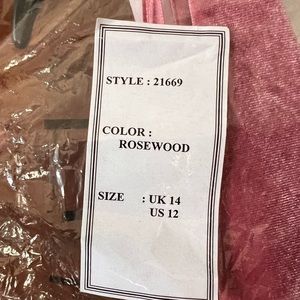 STYLE : 21669
COLOR :
ROSEWOOD
SIZE : UK 14
US 12